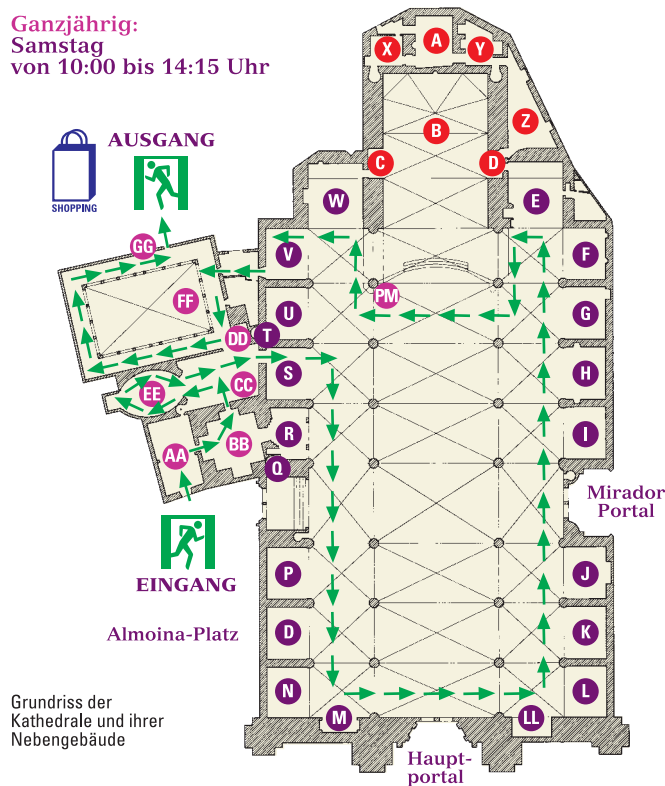 Ganzjährig:
Samstag
von 10:00 bis 14:15 Uhr
AUSGANG
SHOPPING
X
A
Y
B
Z
C
D
W
E
GG
V
F
FF
PM
U
G
DD
T
S
H
EE
CC
AA
BB
R
I
Q
Mirador
Portal
EINGANG
P
J
Almoina-Platz
D
K
N
L
M
LL
Grundriss der
Kathedrale und ihrer
Nebengebäude
Haupt-
portal